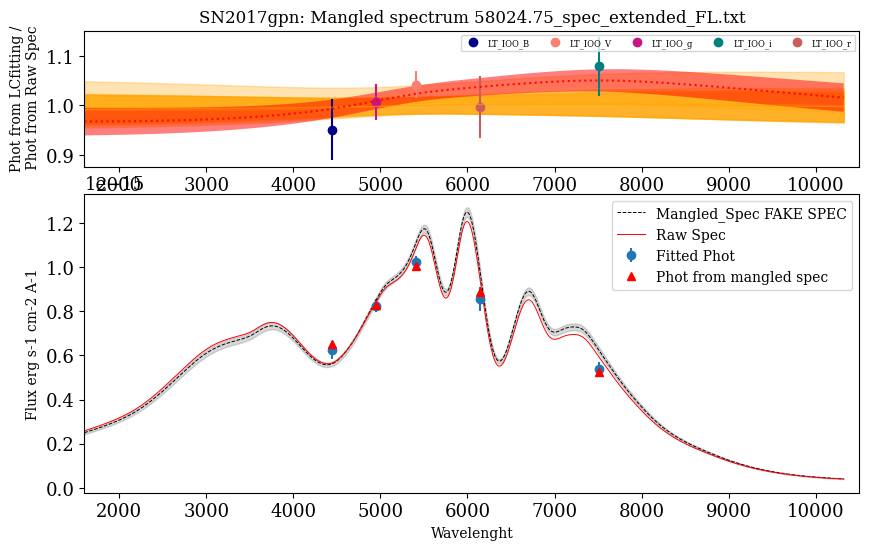 SN2017gpn: Mangled spectrum 58024.75_spec_extended_FL.txt
Phot from LCfitting /
Phot from Raw Spec
1.1
1.0
0.9
LT_IOO_B LT_IOO_V LT_IOO_g LT_IOO_i LT_IOO_r
2000 3000 4000 5000 6000 7000 8000 9000 10000
1e−15
Flux erg s-1 cm-2 A-1
1.2
1.0
0.8
0.6
0.4
0.2
0.0
Mangled_Spec FAKE SPEC
Raw Spec
Fitted Phot
Phot from mangled spec
2000 3000 4000 5000 6000 7000 8000 9000 10000
Wavelenght